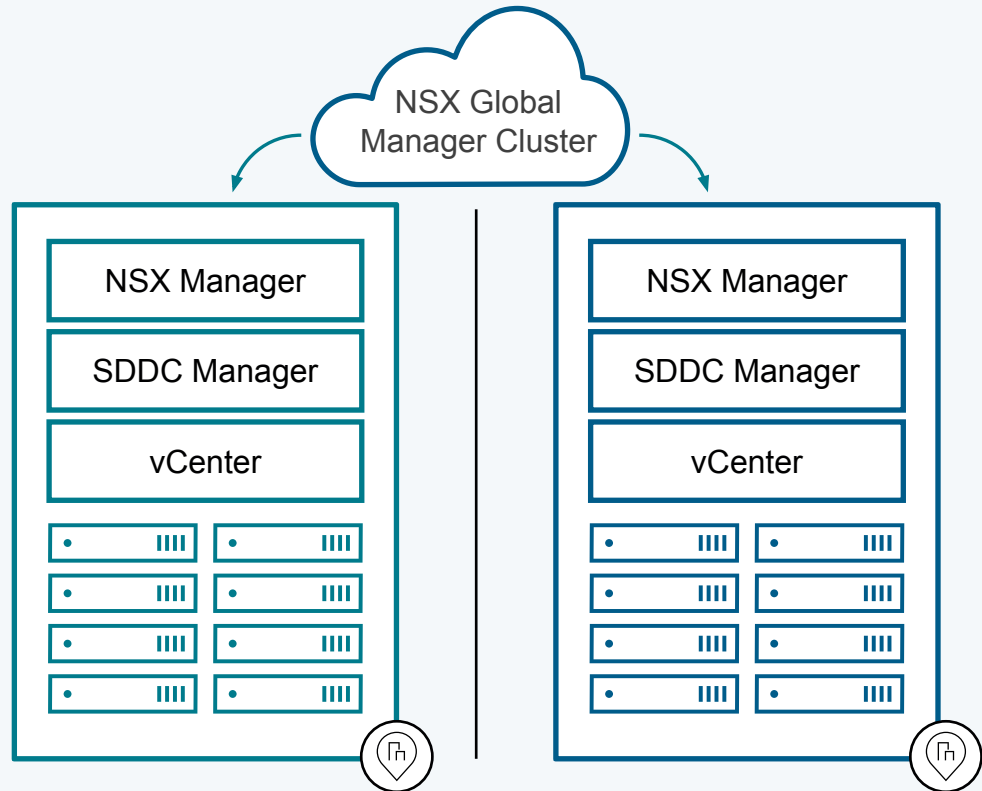 NSX Global
Manager Cluster
NSX Manager
SDDC Manager
vCenter
NSX Manager
SDDC Manager
vCenter